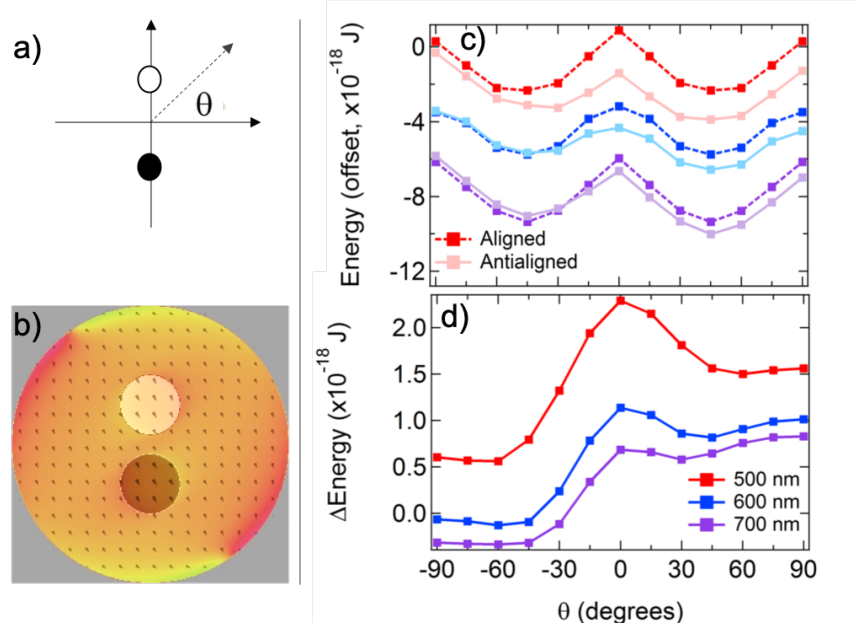 a)
θ
b)
c)
Energy (offset, x10⁻¹⁸ J)
0
-4
-8
-12
Aligned
Antialigned
d)
ΔEnergy (x10⁻¹⁸ J)
2.0
1.5
1.0
0.5
0.0
500 nm
600 nm
700 nm
-90 -60 -30 0 30 60 90
θ (degrees)